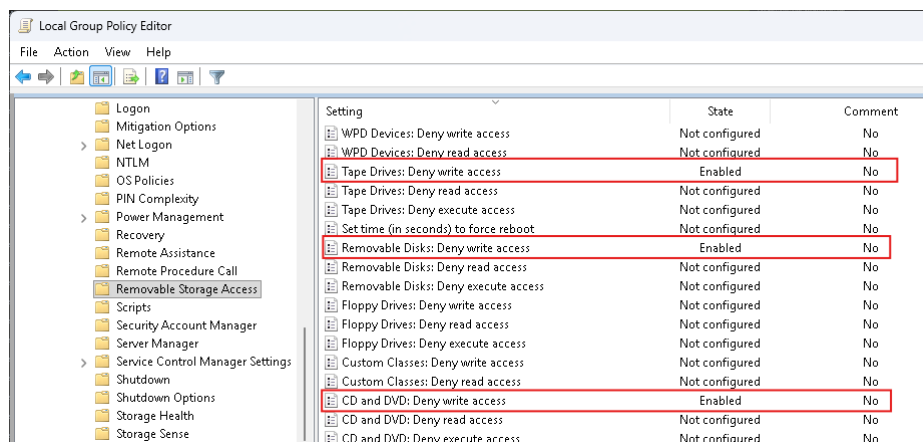 Local Group Policy Editor
File Action View Help
Logon
Mitigation Options
Net Logon
NTLM
OS Policies
PIN Complexity
Power Management
Recovery
Remote Assistance
Remote Procedure Call
Removable Storage Access
Scripts
Security Account Manager
Server Manager
Service Control Manager Settings
Shutdown
Shutdown Options
Storage Health
Storage Sense
Setting State Comment
WPD Devices: Deny write access Not configured No
WPD Devices: Deny read access Not configured No
Tape Drives: Deny write access Enabled No
Tape Drives: Deny read access Not configured No
Tape Drives: Deny execute access Not configured No
Set time (in seconds) to force reboot Not configured No
Removable Disks: Deny write access Enabled No
Removable Disks: Deny read access Not configured No
Removable Disks: Deny execute access Not configured No
Floppy Drives: Deny write access Not configured No
Floppy Drives: Deny read access Not configured No
Floppy Drives: Deny execute access Not configured No
Custom Classes: Deny write access Not configured No
Custom Classes: Deny read access Not configured No
CD and DVD: Deny write access Enabled No
CD and DVD: Deny read access Not configured No
CD and DVD: Deny execute access Not configured No